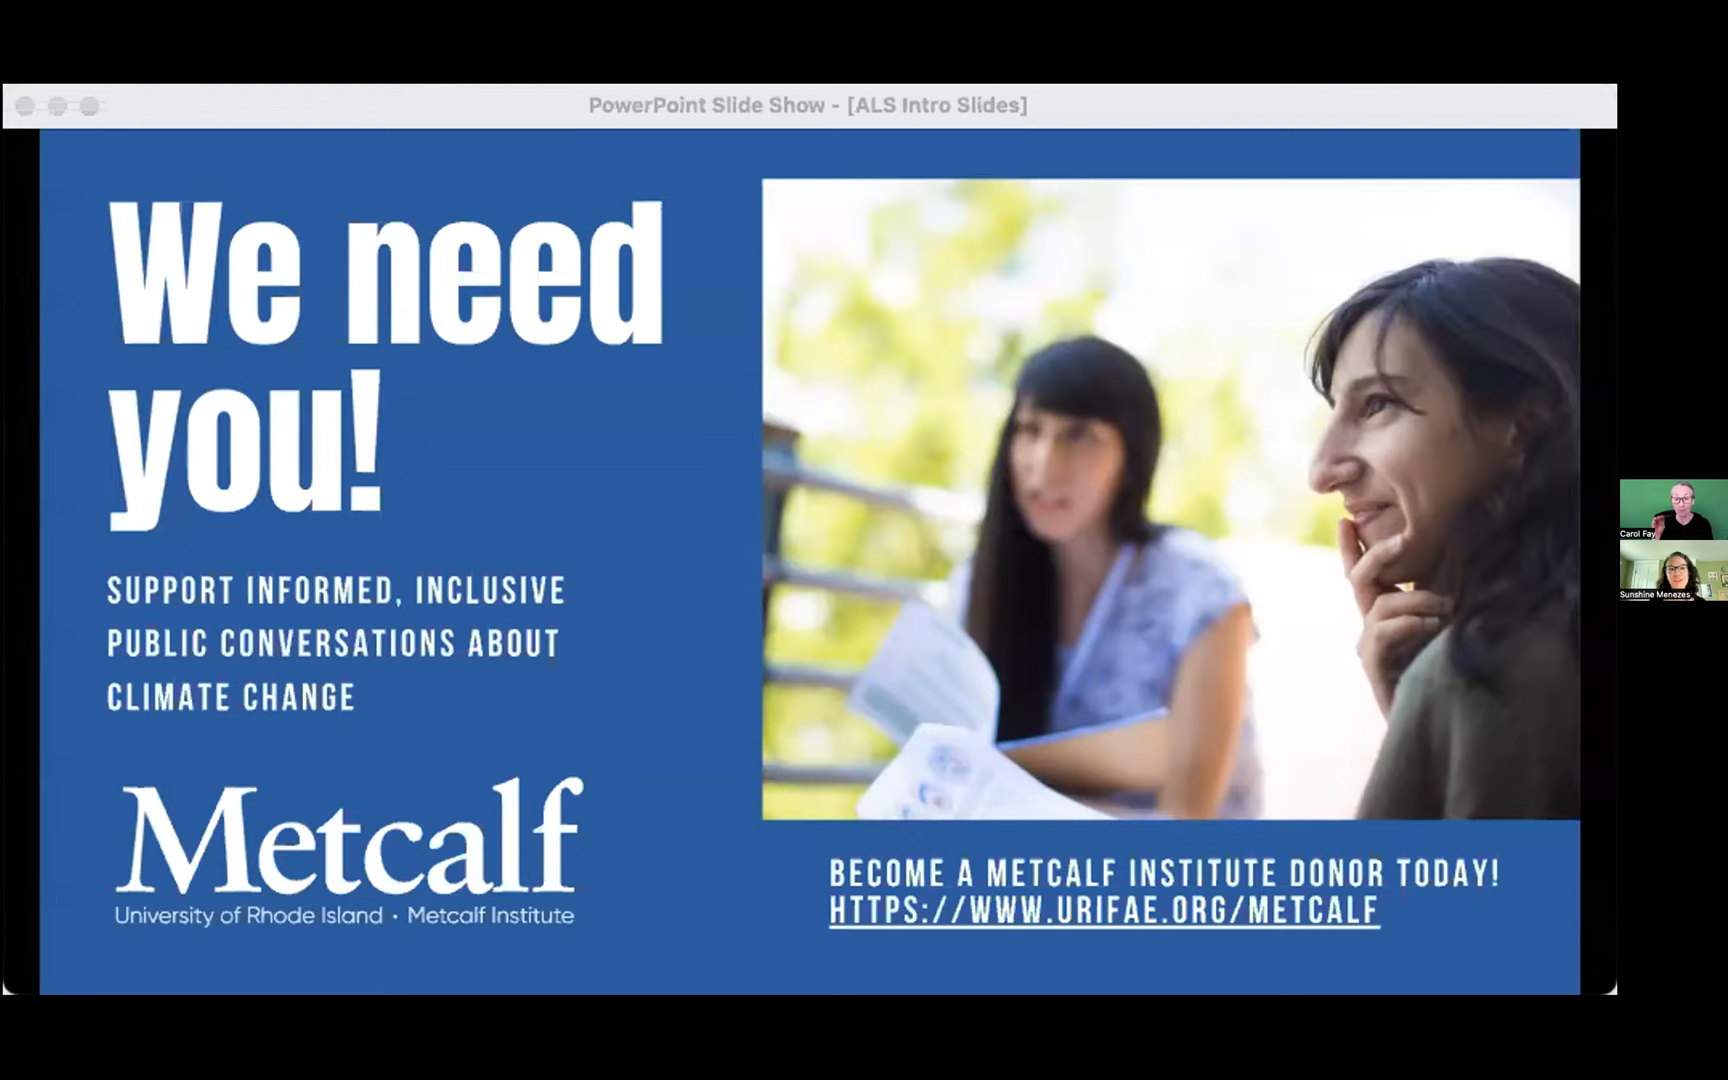 PowerPoint Slide Show - [ALS Intro Slides]
We need
you!
SUPPORT INFORMED, INCLUSIVE
PUBLIC CONVERSATIONS ABOUT
CLIMATE CHANGE
Metcalf
University of Rhode Island · Metcalf Institute
BECOME A METCALF INSTITUTE DONOR TODAY!
HTTPS://WWW.URIFAE.ORG/METCALF
Carol Fay
Sunshine Menezes